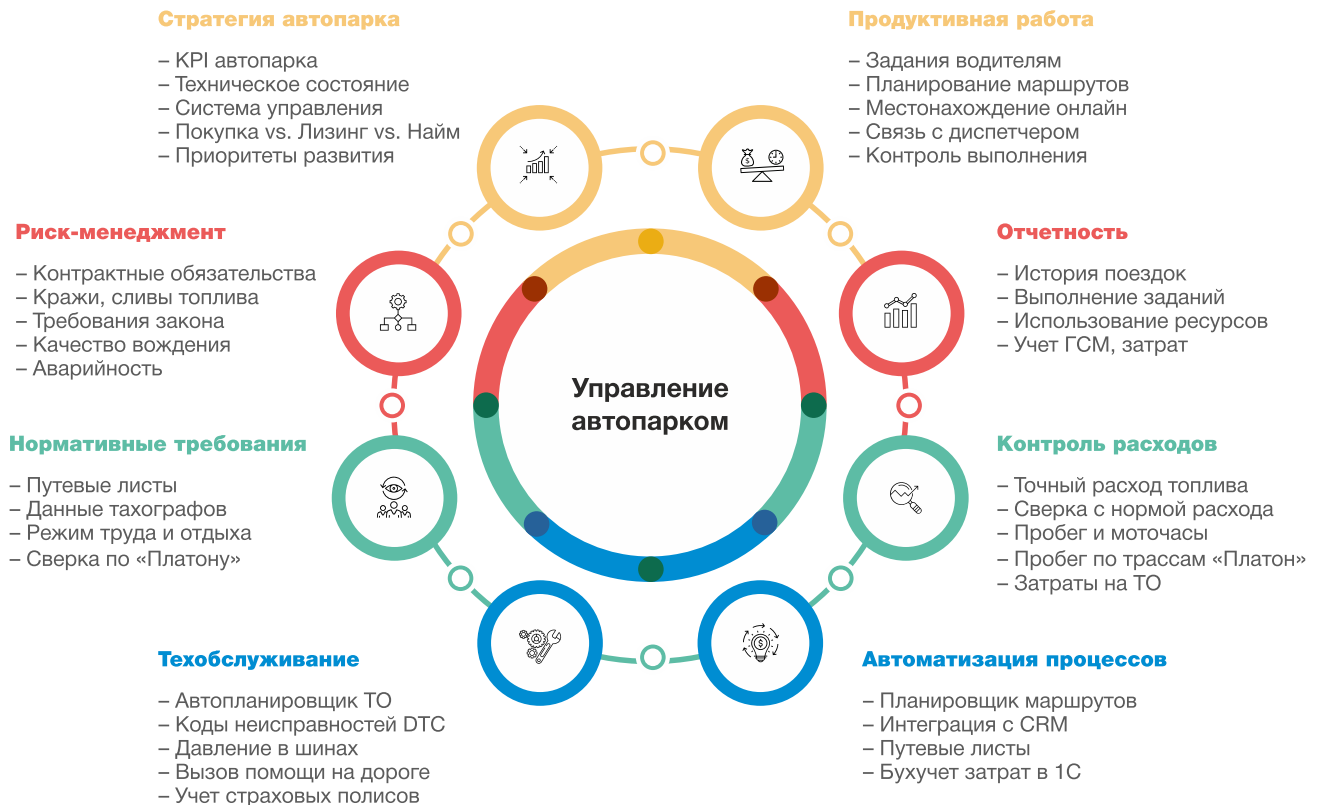 Стратегия автопарка
– KPI автопарка
– Техническое состояние
– Система управления
– Покупка vs. Лизинг vs. Найм
– Приоритеты развития
Продуктивная работа
– Задания водителям
– Планирование маршрутов
– Местонахождение онлайн
– Связь с диспетчером
– Контроль выполнения
Риск-менеджмент
– Контрактные обязательства
– Кражи, сливы топлива
– Требования закона
– Качество вождения
– Аварийность
Отчетность
– История поездок
– Выполнение заданий
– Использование ресурсов
– Учет ГСМ, затрат
Управление
автопарком
Нормативные требования
– Путевые листы
– Данные тахографов
– Режим труда и отдыха
– Сверка по «Платону»
Контроль расходов
– Точный расход топлива
– Сверка с нормой расхода
– Пробег и моточасы
– Пробег по трассам «Платон»
– Затраты на ТО
Техобслуживание
– Автопланировщик ТО
– Коды неисправностей DTC
– Давление в шинах
– Вызов помощи на дороге
– Учет страховых полисов
Автоматизация процессов
– Планировщик маршрутов
– Интеграция с CRM
– Путевые листы
– Бухучет затрат в 1С